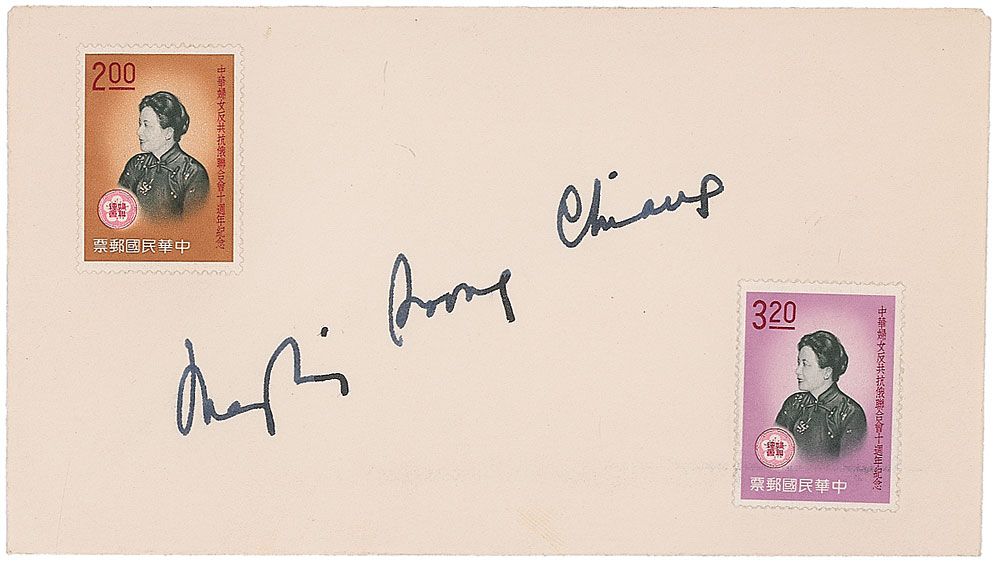 2.00
中華婦女反共抗俄聯合會十週年紀念
中華民國郵票
Chiang
Soong
Mayling
3.20
中華婦女反共抗俄聯合會十週年紀念
中華民國郵票